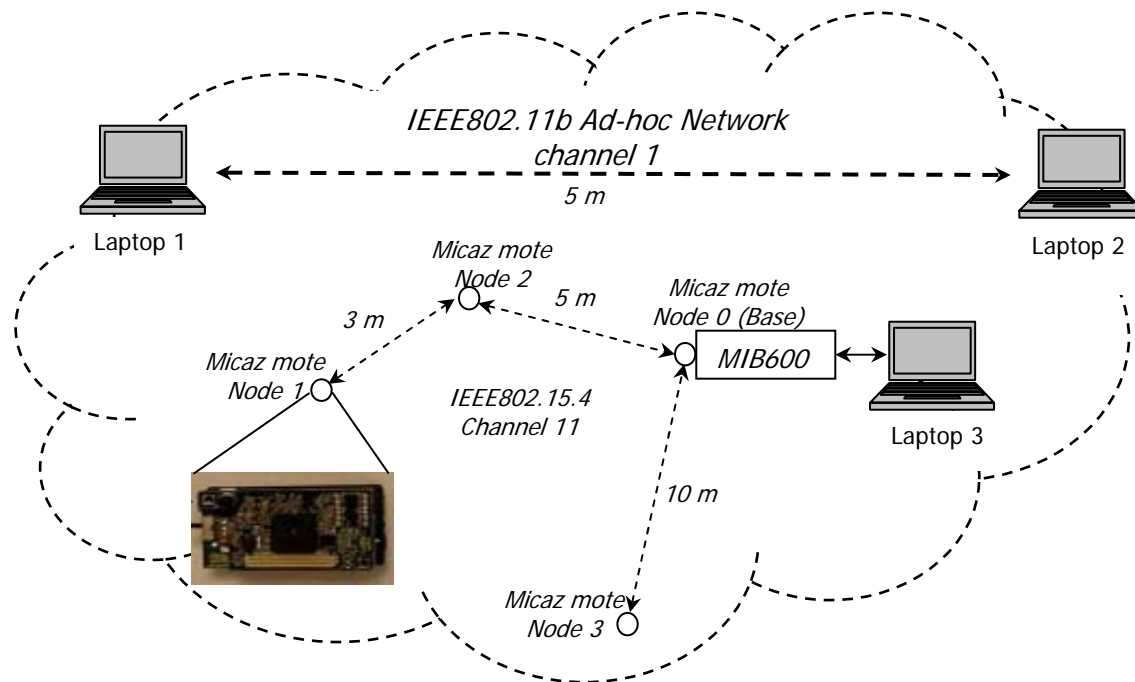 IEEE802.11b Ad-hoc Network
channel 1
5 m
Laptop 1
Laptop 2
Micaz mote
Node 2
3 m
5 m
Micaz mote
Node 0 (Base)
MIB600
Micaz mote
Node 1
IEEE802.15.4
Channel 11
Laptop 3
10 m
Micaz mote
Node 3